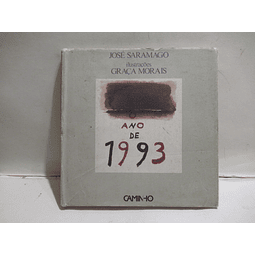 JOSÉ SARAMAGO
ilustrações
GRAÇA MORAIS
O
ANO
DE
1993
CAMINHO